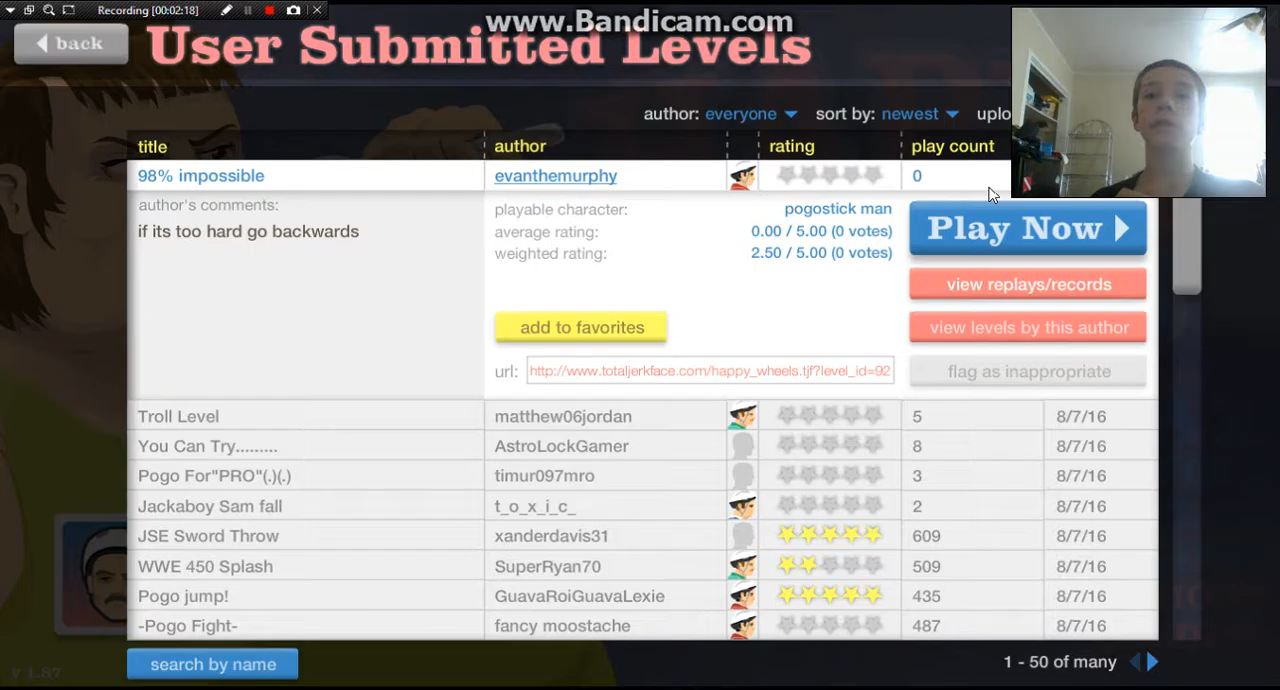 Recording [00:02:18]
www.Bandicam.com
back
User Submitted Levels
author: everyone sort by: newest
title author rating play count
98% impossible evanthemurphy 0
author's comments:
if its too hard go backwards
playable character: pogostick man
average rating: 0.00 / 5.00 (0 votes)
weighted rating: 2.50 / 5.00 (0 votes)
Play Now
view replays/records
add to favorites
view levels by this author
url: http://www.totaljerkface.com/happy_wheels.tjf?level_id=92
flag as inappropriate
Troll Level matthew06jordan 5 8/7/16
You Can Try......... AstroLockGamer 8 8/7/16
Pogo For"PRO"(.)(.) timur097mro 3 8/7/16
Jackaboy Sam fall t_o_x_i_c_ 2 8/7/16
JSE Sword Throw xanderdavis31 609 8/7/16
WWE 450 Splash SuperRyan70 509 8/7/16
Pogo jump! GuavaRoiGuavaLexie 435 8/7/16
-Pogo Fight- fancy moostache 487 8/7/16
search by name
1 - 50 of many
v 1.87